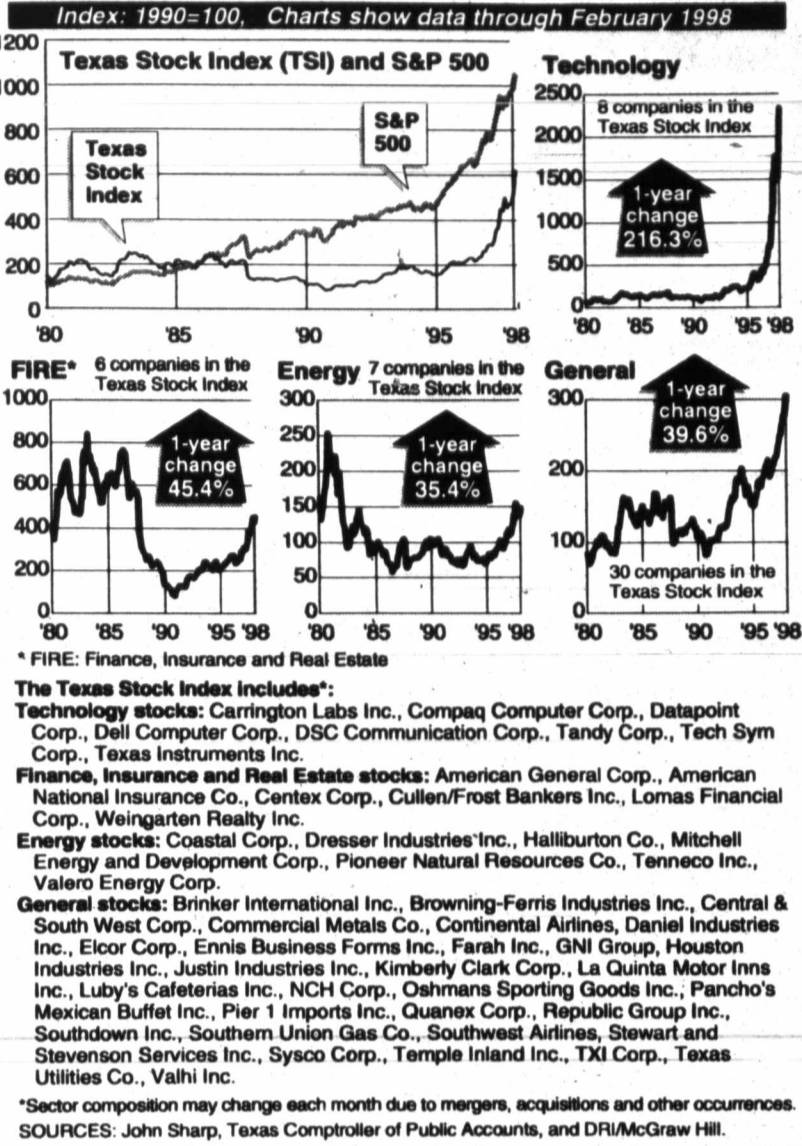 Index: 1990=100, Charts show data through February 1998
Texas Stock Index (TSI) and S&P 500
1200
1000
800
600
400
200
0
Texas
Stock
Index
S&P
500
'80 '85 '90 '95 '98
Technology
8 companies in the
Texas Stock Index
2500
2000
1500
1000
500
0
1-year
change
216.3%
'80 '85 '90 '95 '98
FIRE* 6 companies in the
Texas Stock Index
1000
800
600
400
200
0
1-year
change
45.4%
'80 '85 '90 '95 '98
Energy 7 companies in the
Texas Stock Index
300
250
200
150
100
50
0
1-year
change
35.4%
'80 '85 '90 '95 '98
General
1-year
change
39.6%
300
200
100
0
30 companies in the
Texas Stock Index
'80 '85 '90 '95 '98
* FIRE: Finance, Insurance and Real Estate
The Texas Stock Index includes*:
Technology stocks: Carrington Labs Inc., Compaq Computer Corp., Datapoint
Corp., Dell Computer Corp., DSC Communication Corp., Tandy Corp., Tech Sym
Corp., Texas Instruments Inc.
Finance, Insurance and Real Estate stocks: American General Corp., American
National Insurance Co., Centex Corp., Cullen/Frost Bankers Inc., Lomas Financial
Corp., Weingarten Realty Inc.
Energy stocks: Coastal Corp., Dresser Industries Inc., Halliburton Co., Mitchell
Energy and Development Corp., Pioneer Natural Resources Co., Tenneco Inc.,
Valero Energy Corp.
General stocks: Brinker International Inc., Browning-Ferris Industries Inc., Central &
South West Corp., Commercial Metals Co., Continental Airlines, Daniel Industries
Inc., Elcor Corp., Ennis Business Forms Inc., Farah Inc., GNI Group, Houston
Industries Inc., Justin Industries Inc., Kimberly Clark Corp., La Quinta Motor Inns
Inc., Luby's Cafeterias Inc., NCH Corp., Oshmans Sporting Goods Inc., Pancho's
Mexican Buffet Inc., Pier 1 Imports Inc., Quanex Corp., Republic Group Inc.,
Southdown Inc., Southern Union Gas Co., Southwest Airlines, Stewart and
Stevenson Services Inc., Sysco Corp., Temple Inland Inc., TXI Corp., Texas
Utilities Co., Valhi Inc.
*Sector composition may change each month due to mergers, acquisitions and other occurrences.
SOURCES: John Sharp, Texas Comptroller of Public Accounts, and DRI/McGraw Hill.